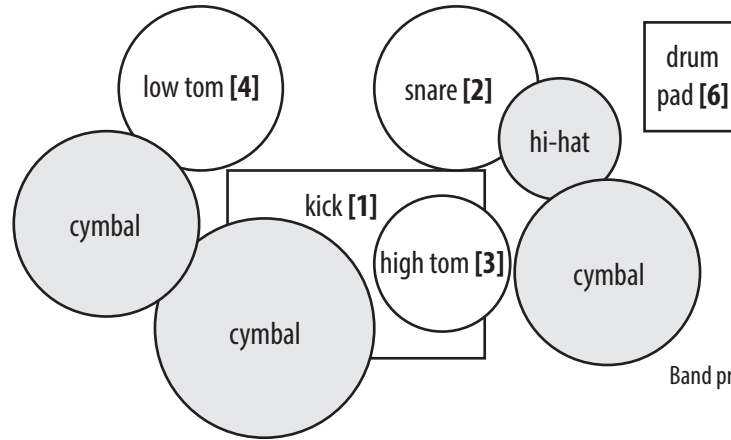 low tom [4]
snare [2]
drum
pad [6]
hi-hat
kick [1]
cymbal
high tom [3]
cymbal
cymbal
Band